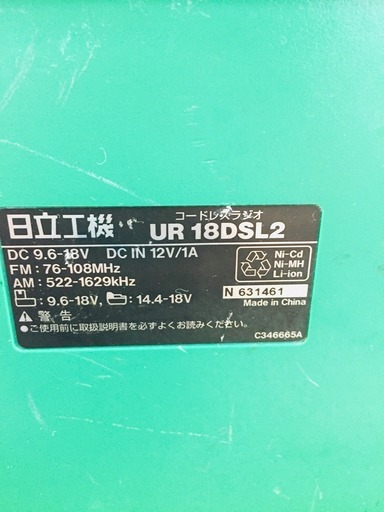 コードレスラジオ
日立工機 UR 18DSL2
DC 9.6-18V DC IN 12V/1A
FM : 76-108MHz
AM : 522-1629kHz
: 9.6-18V, : 14.4-18V
Ni-Cd
Ni-MH
Li-ion
N 631461
Made in China
警告
●ご使用前に取扱説明書を必ずお読みください。
C346665A